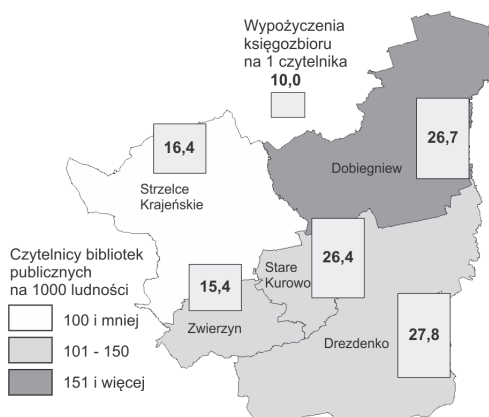 Wypożyczenia
księgozbioru
na 1 czytelnika
10,0
16,4
Strzelce
Krajeńskie
26,7
Dobiegniew
Stare
Kurowo
26,4
15,4
Zwierzyn
Drezdenko
27,8
Czytelnicy bibliotek
publicznych
na 1000 ludności
100 i mniej
101 - 150
151 i więcej